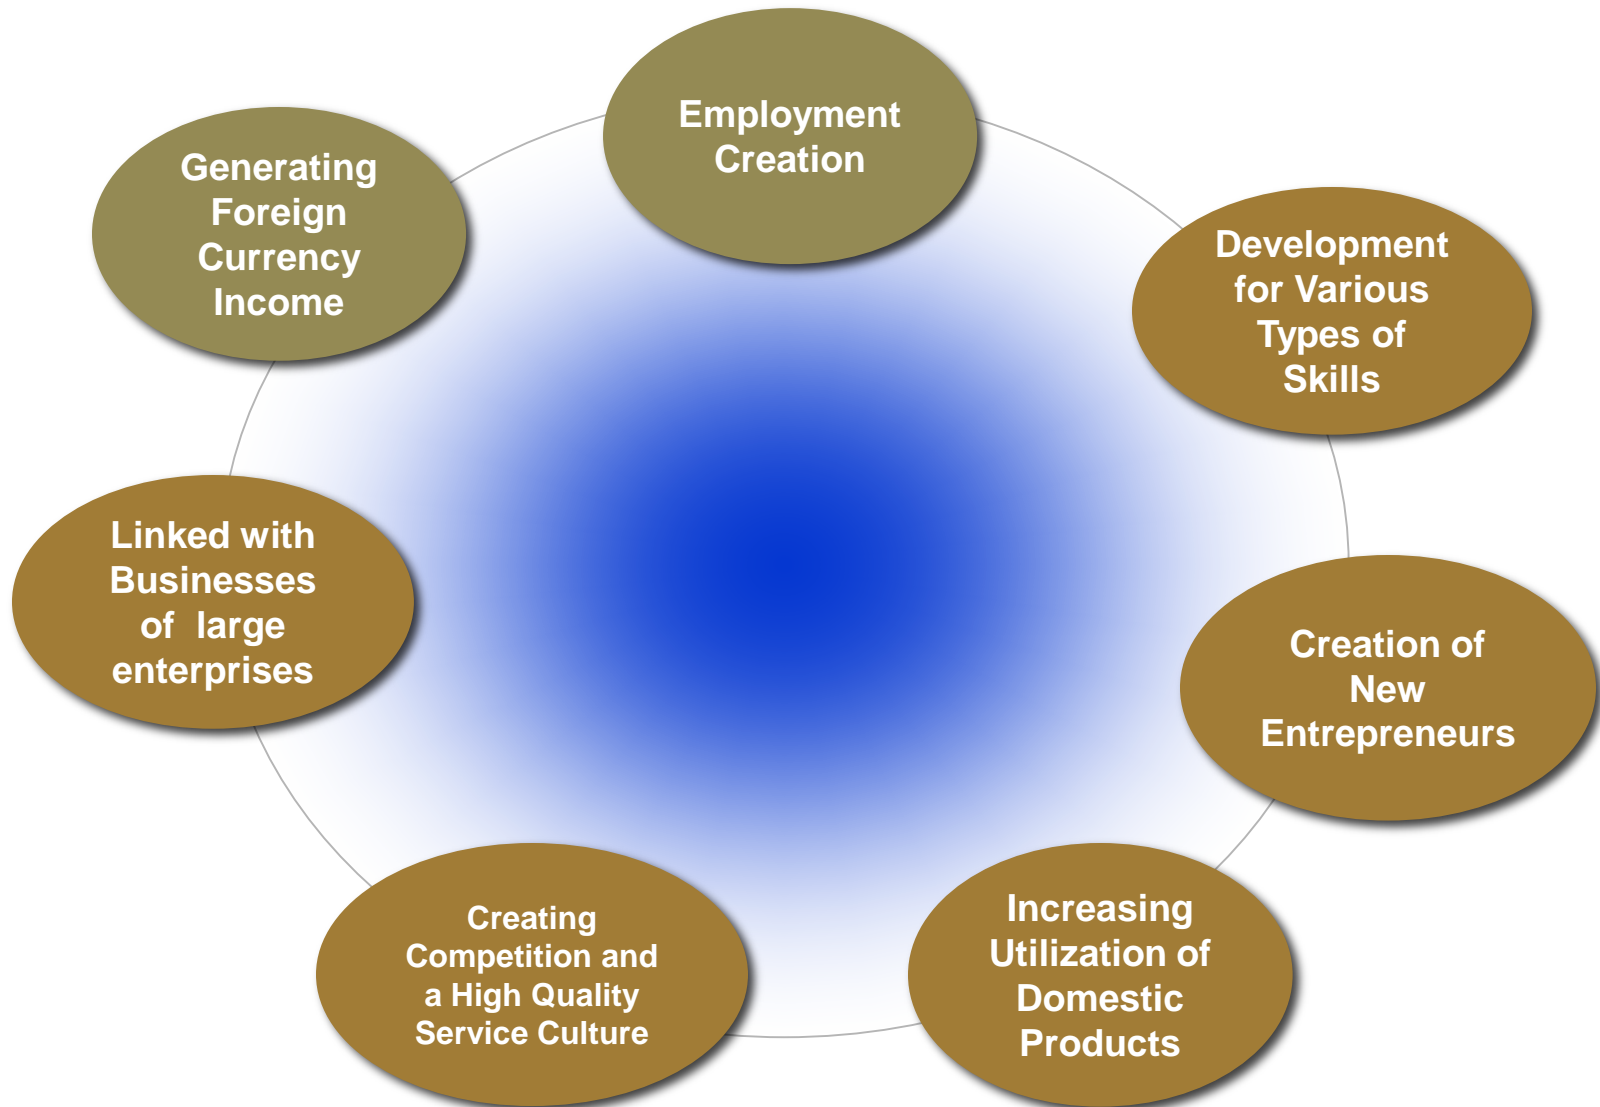 Employment
Creation
Generating
Foreign
Currency
Income
Development
for Various
Types of
Skills
Linked with
Businesses
of  large
enterprises
Creation of
New
Entrepreneurs
Creating
Competition and
a High Quality
Service Culture
Increasing
Utilization of
Domestic
Products